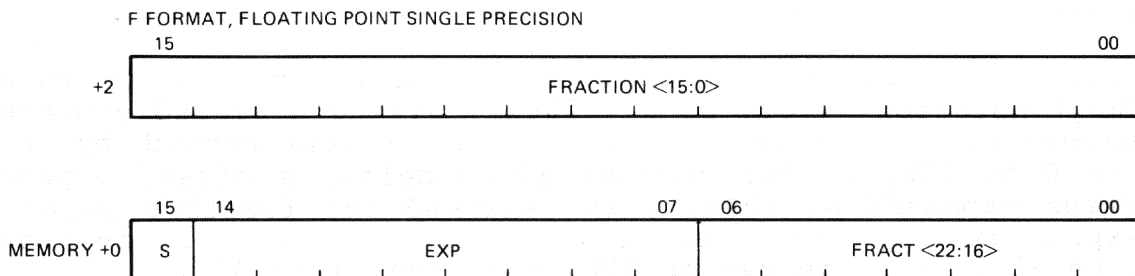 F FORMAT, FLOATING POINT SINGLE PRECISION
15 00
+2 FRACTION <15:0>
15 14 07 06 00
MEMORY +0 S EXP FRACT <22:16>